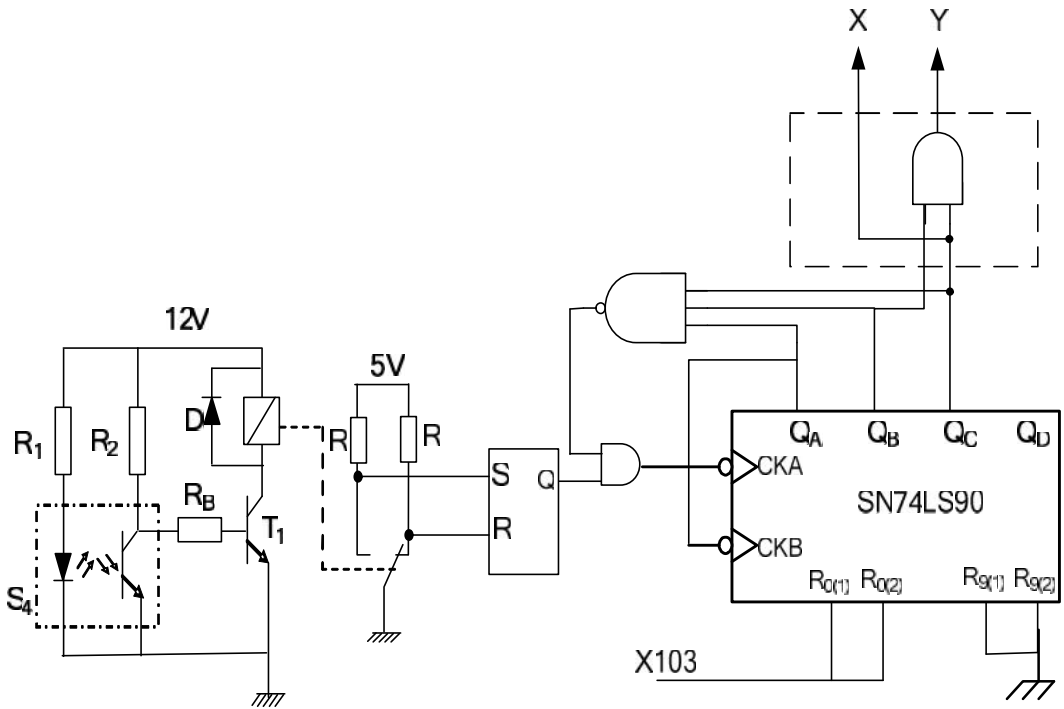 X Y
12V
5V
R1 R2 D R R
QA QB QC QD
CKA
S Q
SN74LS90
RB T1 R
CKB
S4
R0(1) R0(2) R9(1) R9(2)
X103